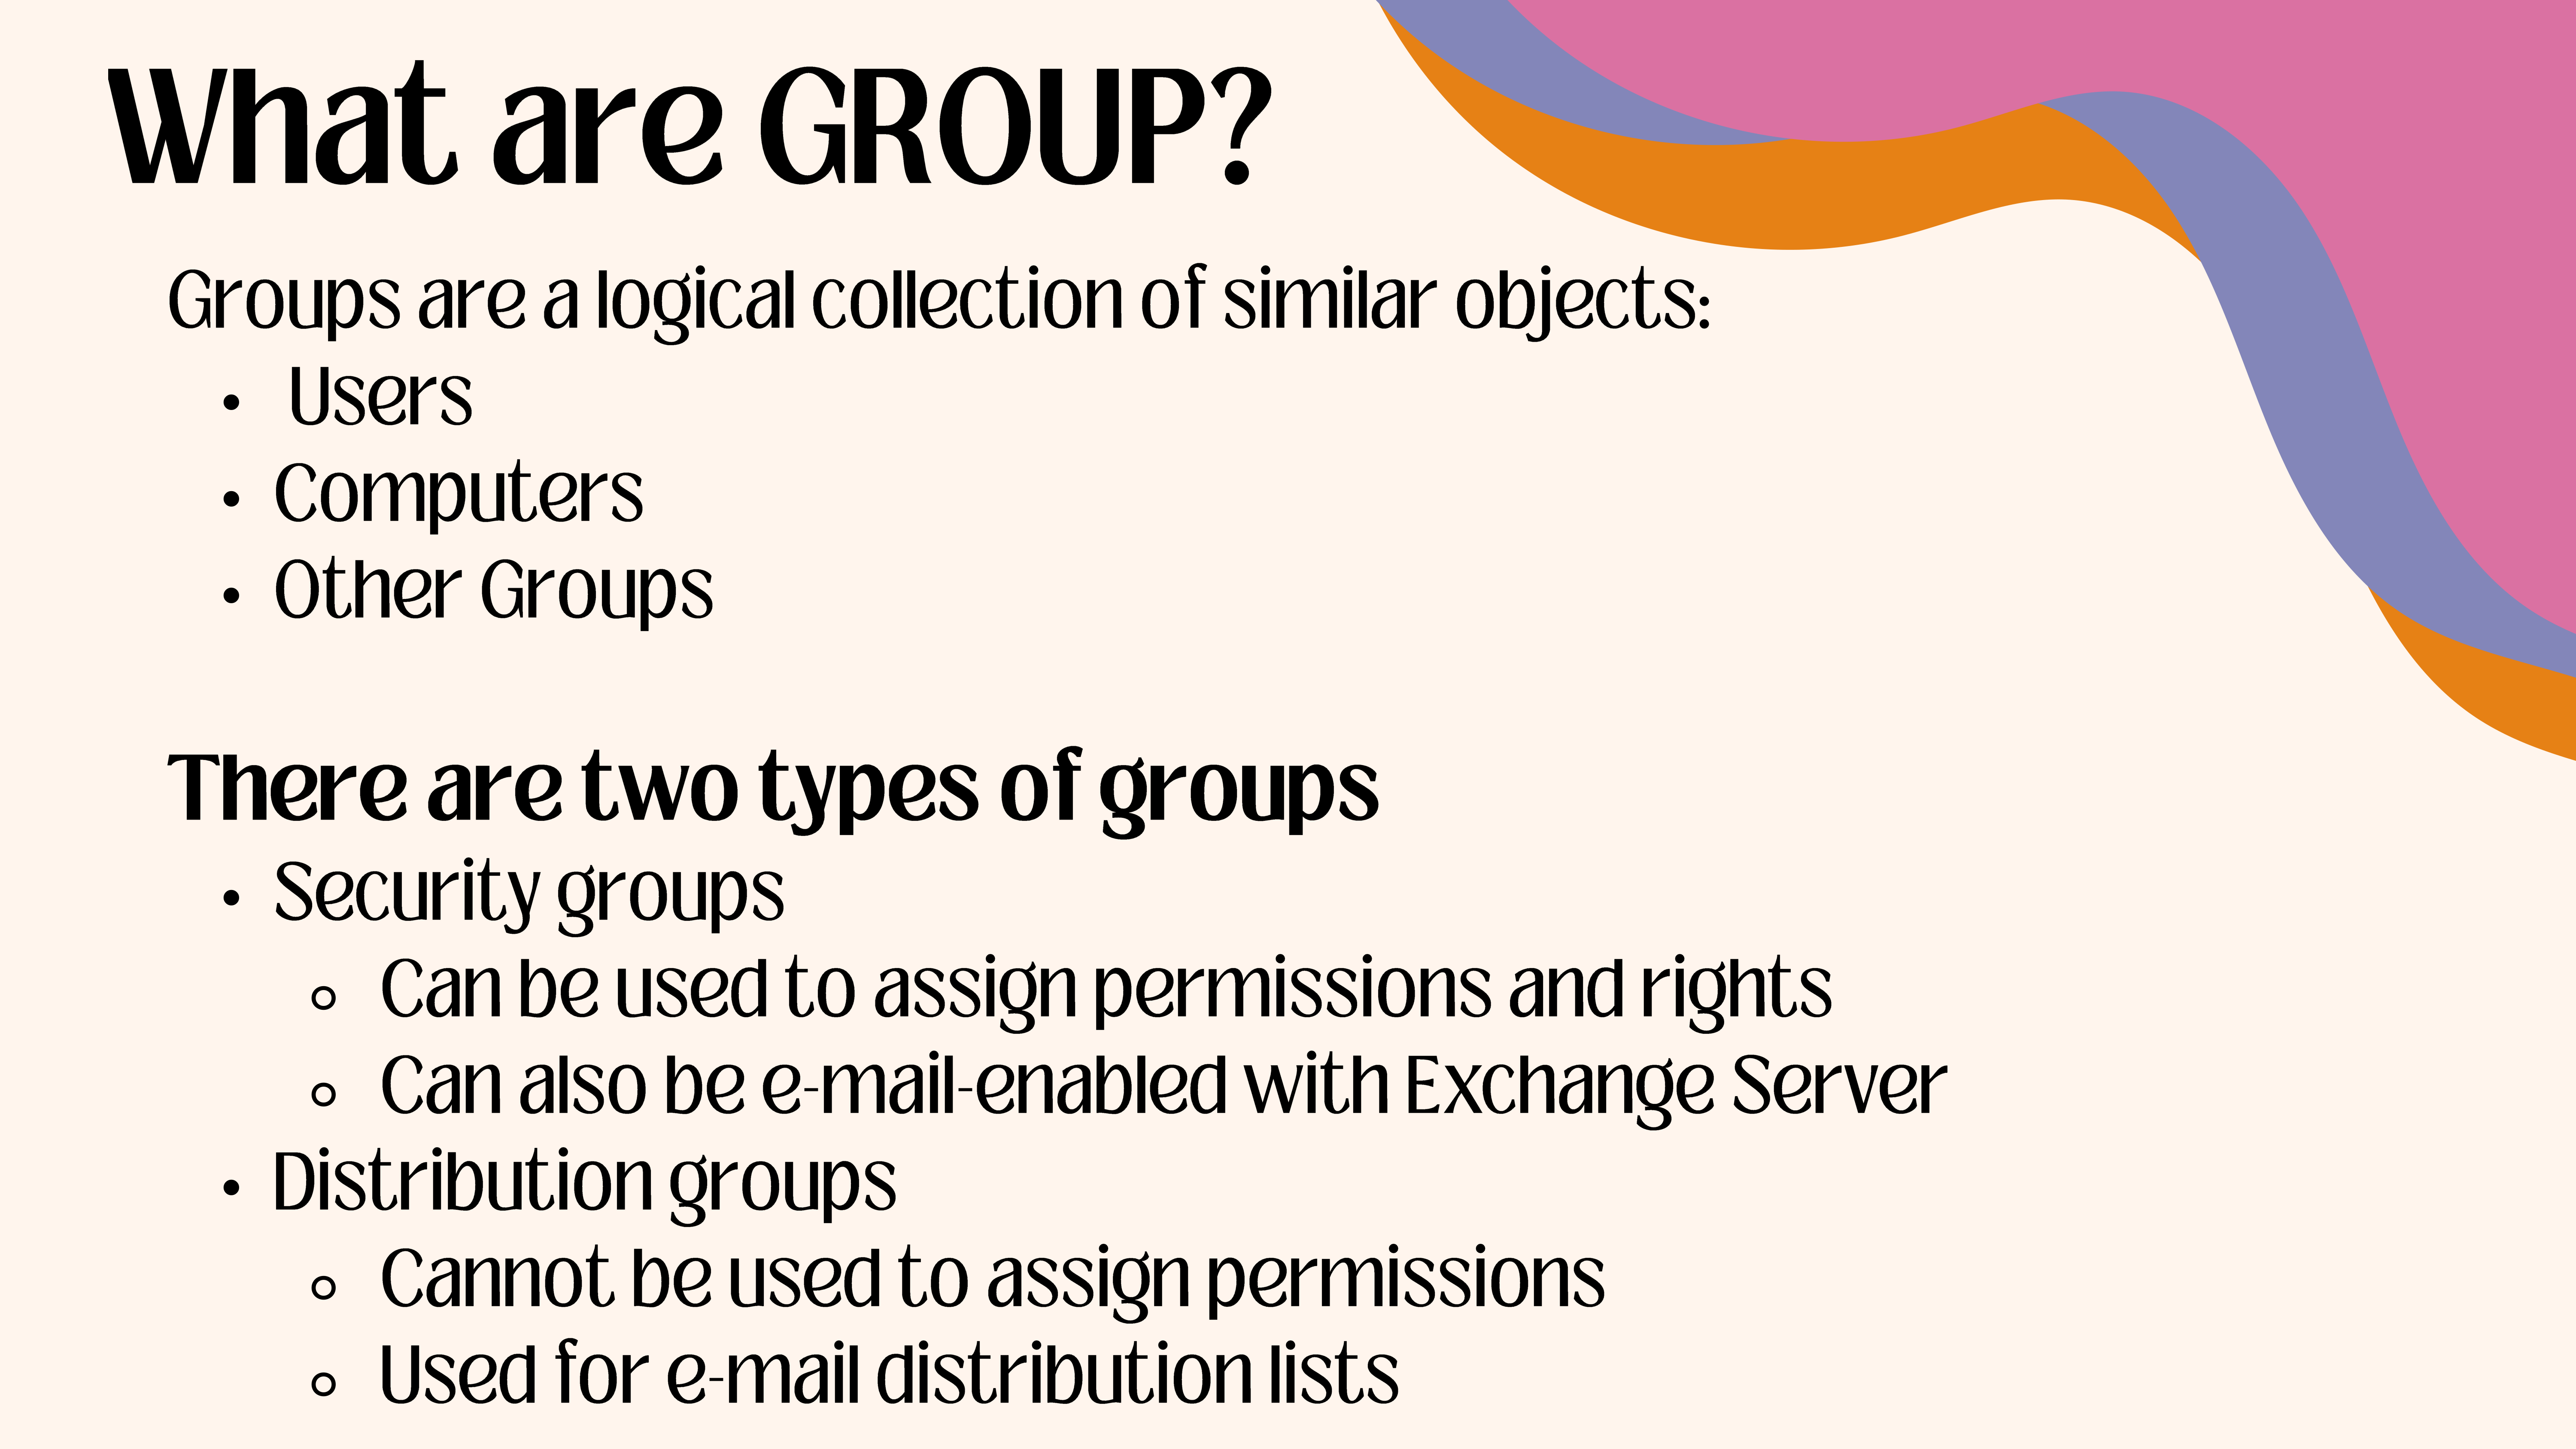 What are GROUP?
Groups are a logical collection of similar objects:
• Users
• Computers
• Other Groups
There are two types of groups
• Security groups
◦ Can be used to assign permissions and rights
◦ Can also be e-mail-enabled with Exchange Server
• Distribution groups
◦ Cannot be used to assign permissions
◦ Used for e-mail distribution lists